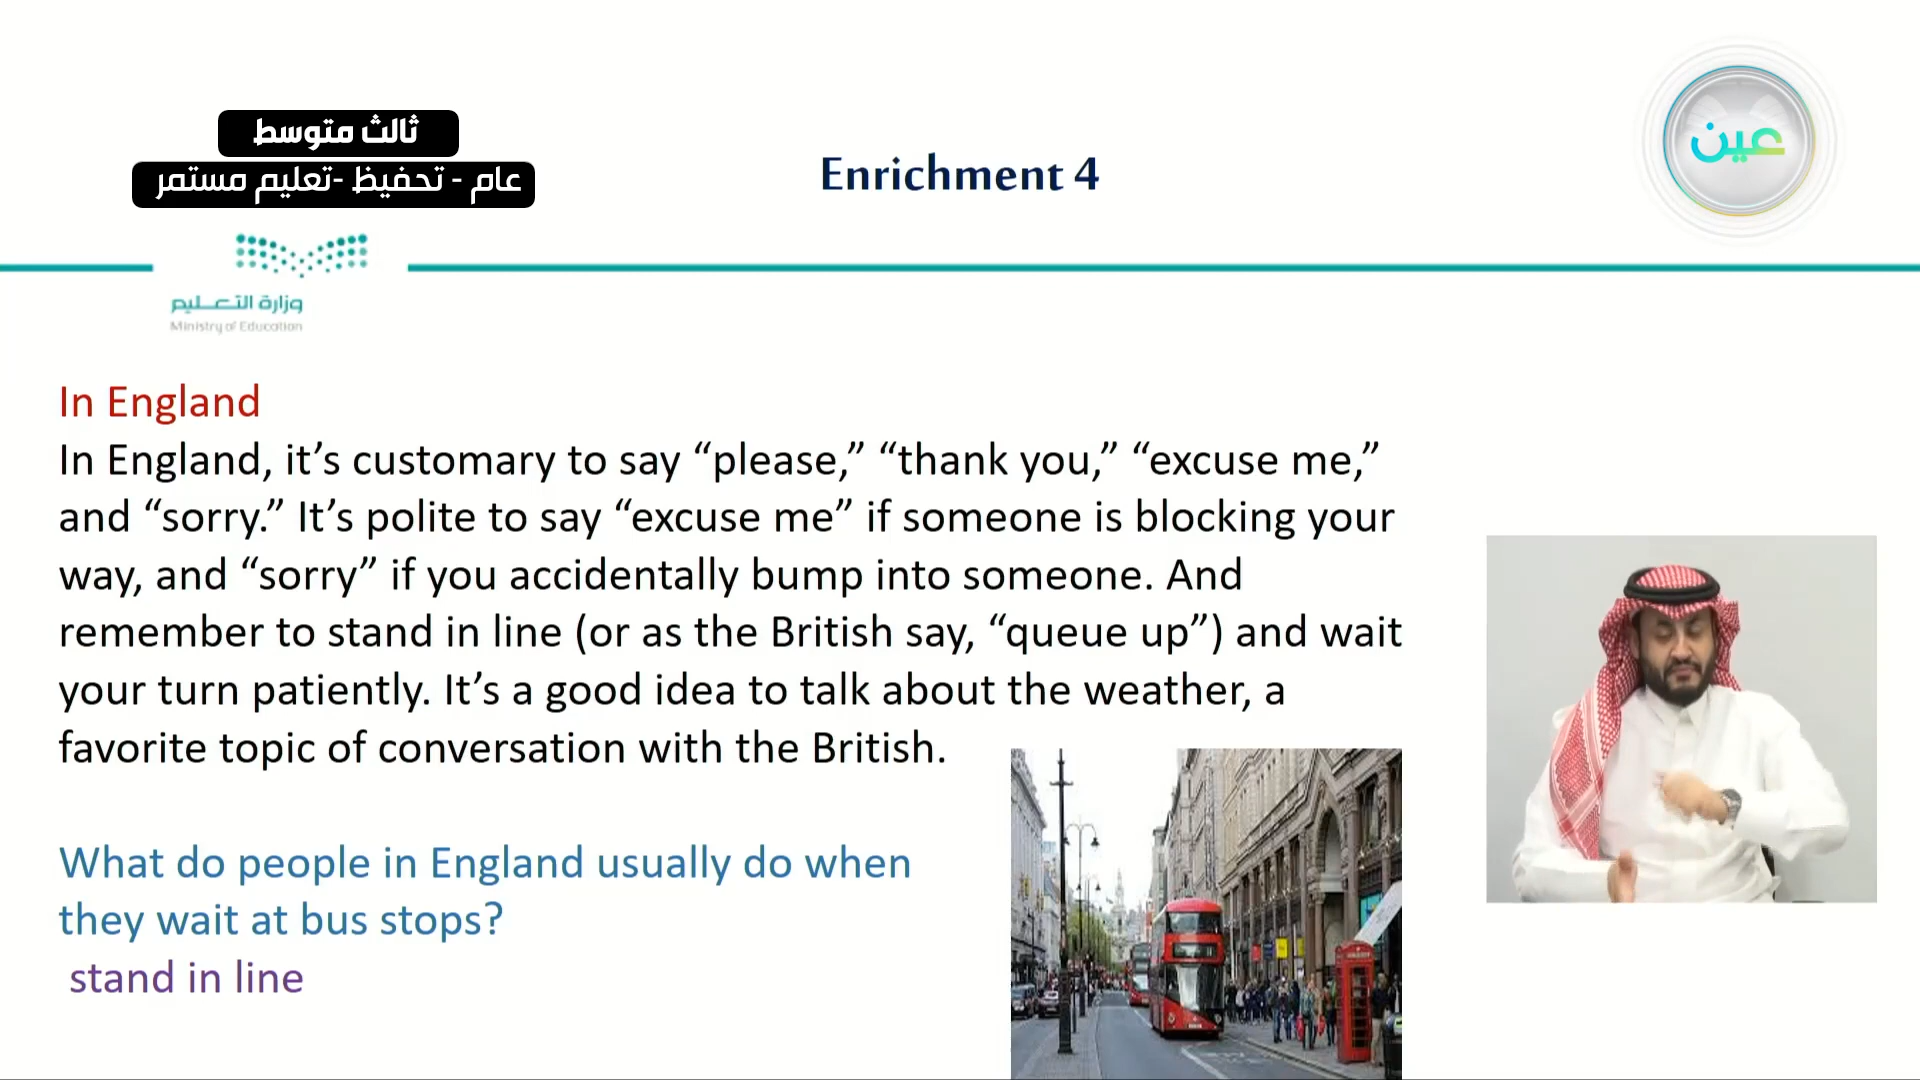 ثالث متوسط
عام - تحفيظ -تعليم مستمر
Enrichment 4
عين
وزارة التعليم
Ministry of Education
In England
In England, it’s customary to say “please,” “thank you,” “excuse me,”
and “sorry.” It’s polite to say “excuse me” if someone is blocking your
way, and “sorry” if you accidentally bump into someone. And
remember to stand in line (or as the British say, “queue up”) and wait
your turn patiently. It’s a good idea to talk about the weather, a
favorite topic of conversation with the British.
What do people in England usually do when
they wait at bus stops?
stand in line